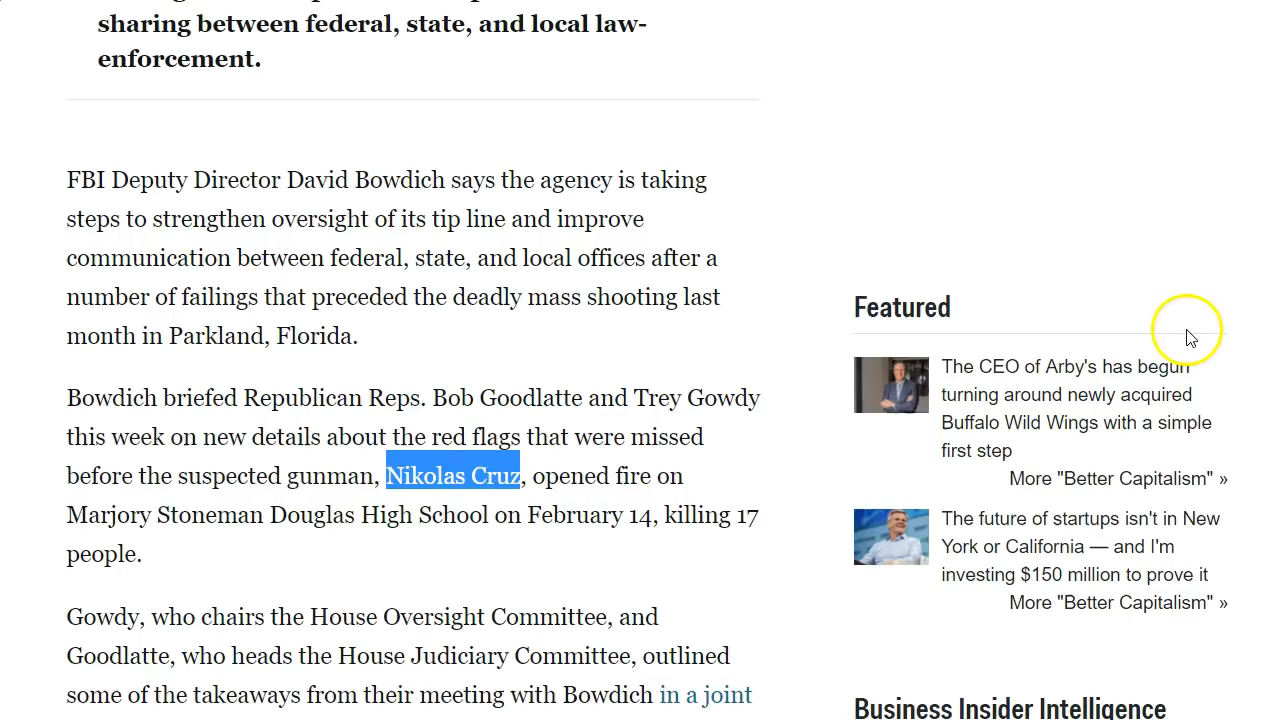 sharing between federal, state, and local law-
enforcement.
FBI Deputy Director David Bowdich says the agency is taking
steps to strengthen oversight of its tip line and improve
communication between federal, state, and local offices after a
number of failings that preceded the deadly mass shooting last
month in Parkland, Florida.
Bowdich briefed Republican Reps. Bob Goodlatte and Trey Gowdy
this week on new details about the red flags that were missed
before the suspected gunman, Nikolas Cruz, opened fire on
Marjory Stoneman Douglas High School on February 14, killing 17
people.
Gowdy, who chairs the House Oversight Committee, and
Goodlatte, who heads the House Judiciary Committee, outlined
some of the takeaways from their meeting with Bowdich in a joint
Featured
The CEO of Arby's has begun
turning around newly acquired
Buffalo Wild Wings with a simple
first step
More "Better Capitalism" »
The future of startups isn't in New
York or California — and I'm
investing $150 million to prove it
More "Better Capitalism" »
Business Insider Intelligence